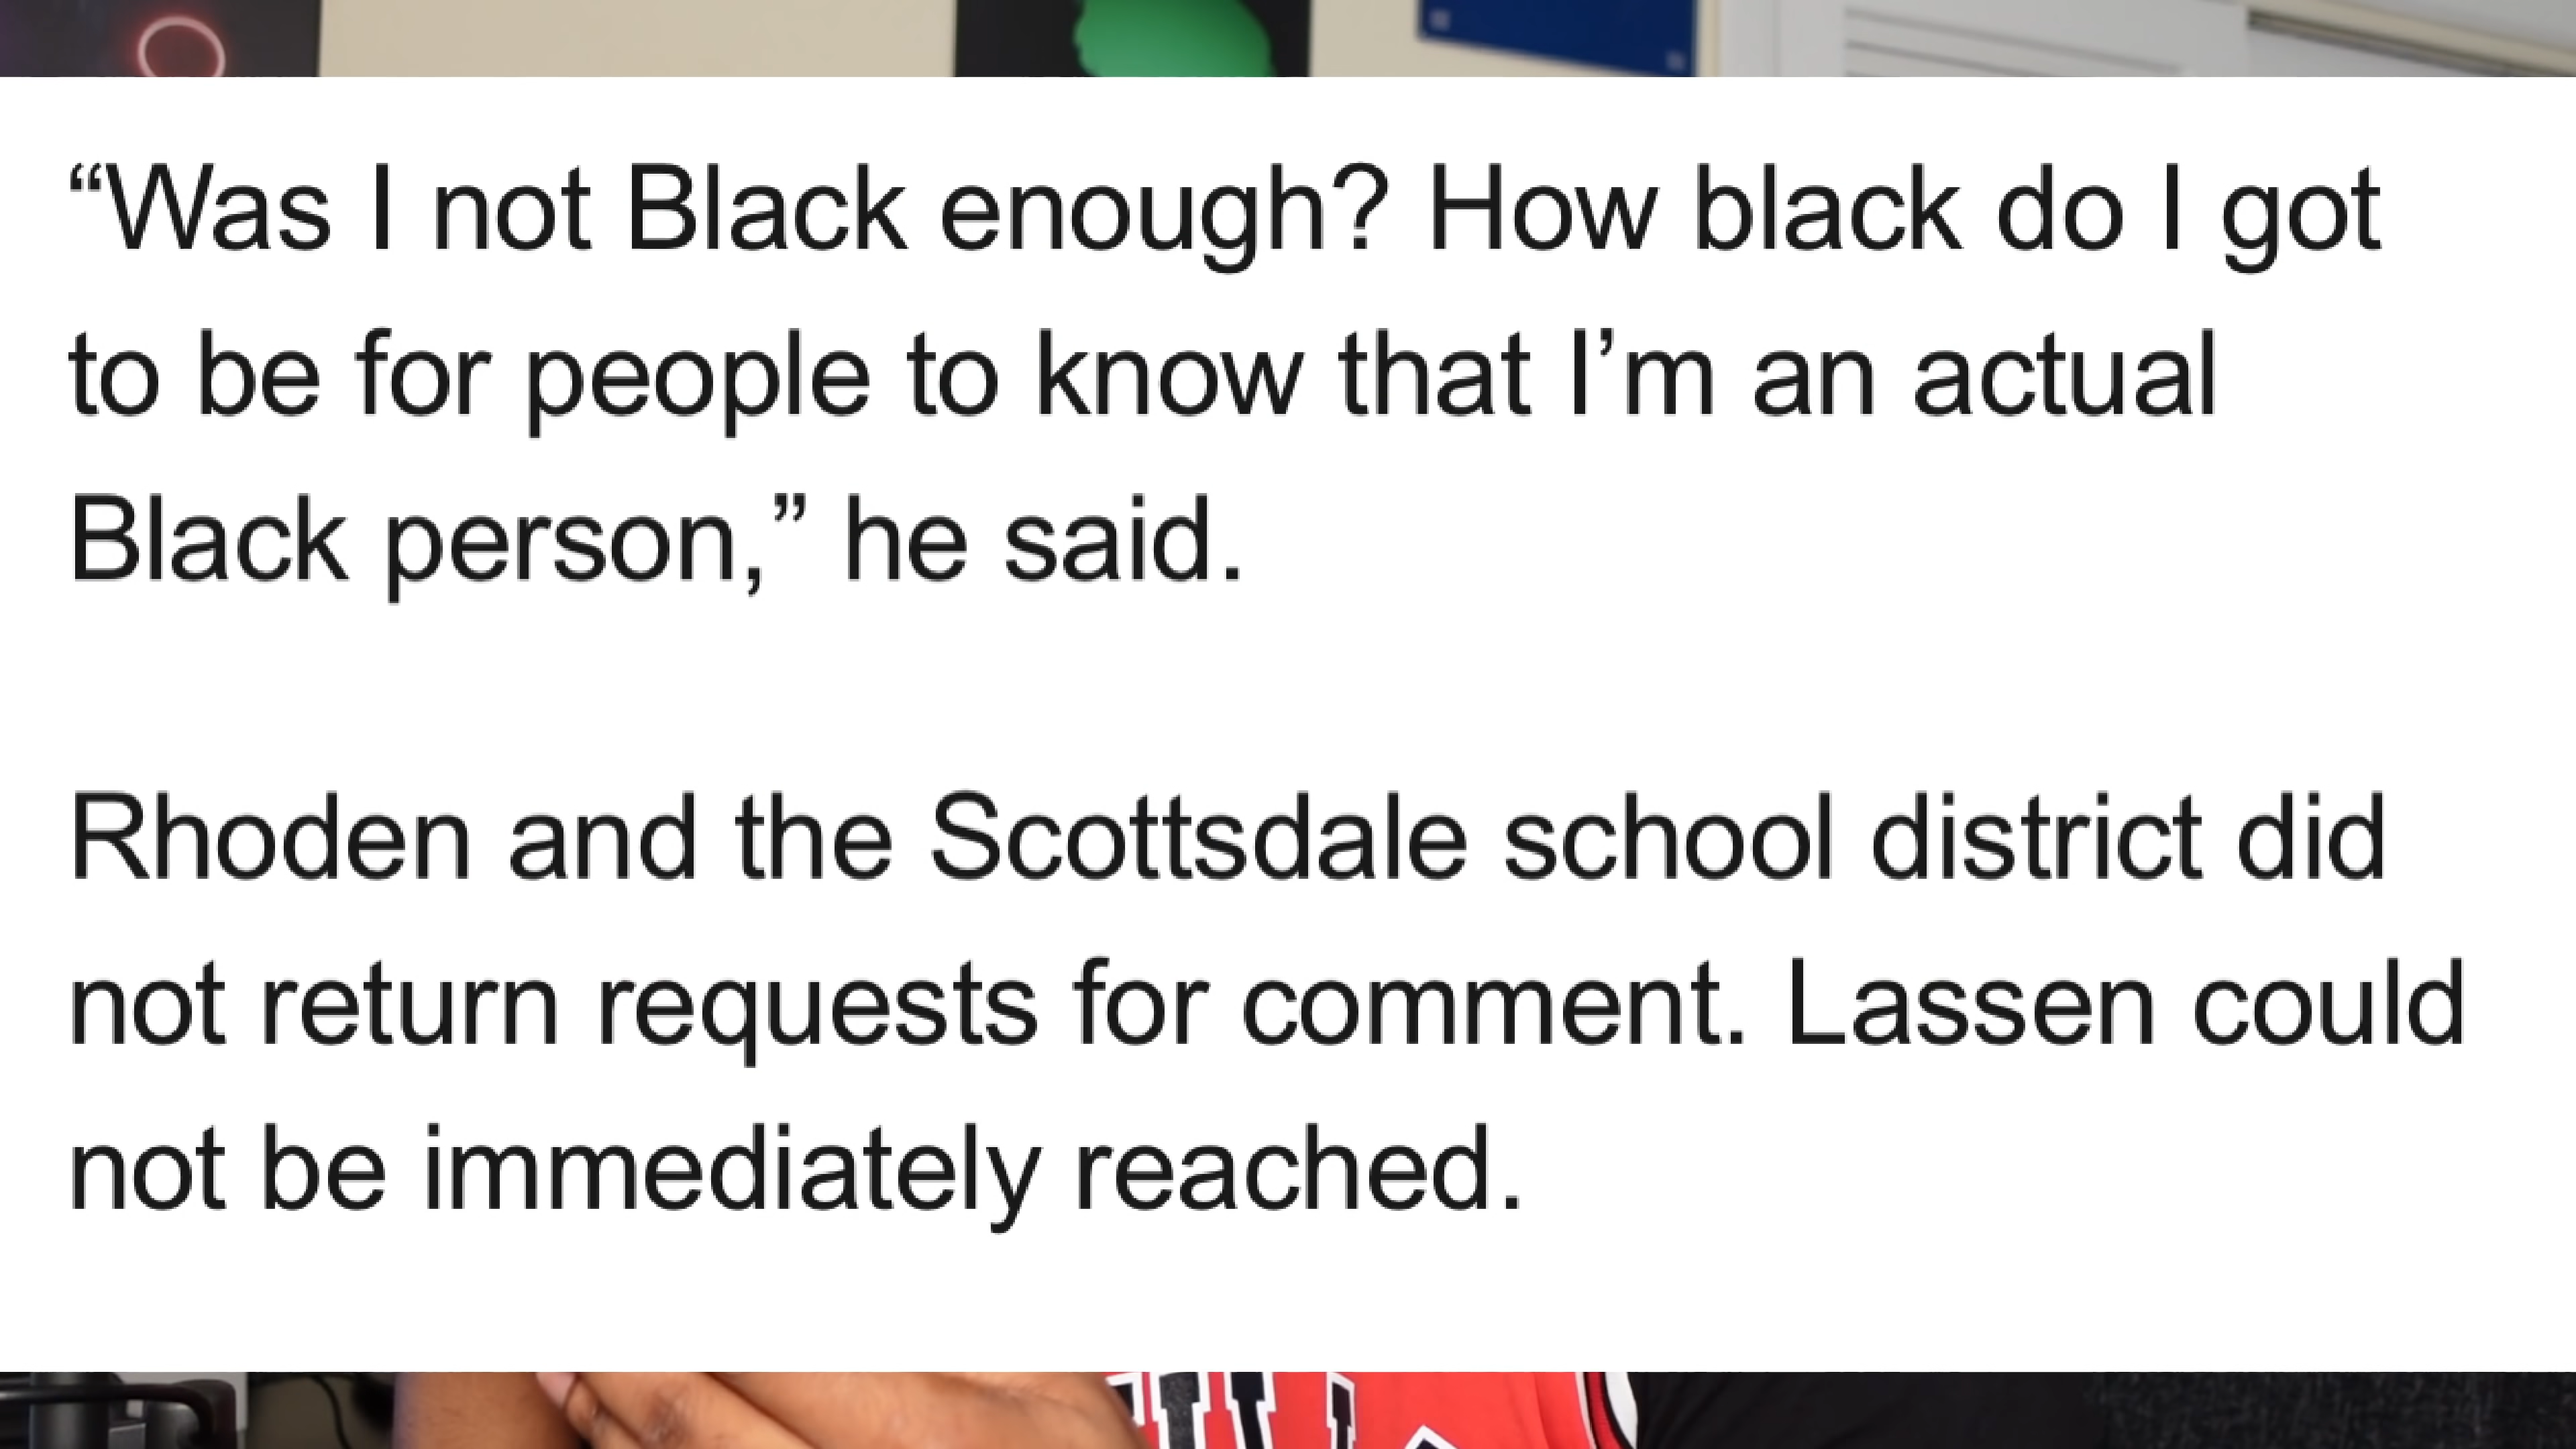 “Was I not Black enough? How black do I got
to be for people to know that I’m an actual
Black person,” he said.
Rhoden and the Scottsdale school district did
not return requests for comment. Lassen could
not be immediately reached.